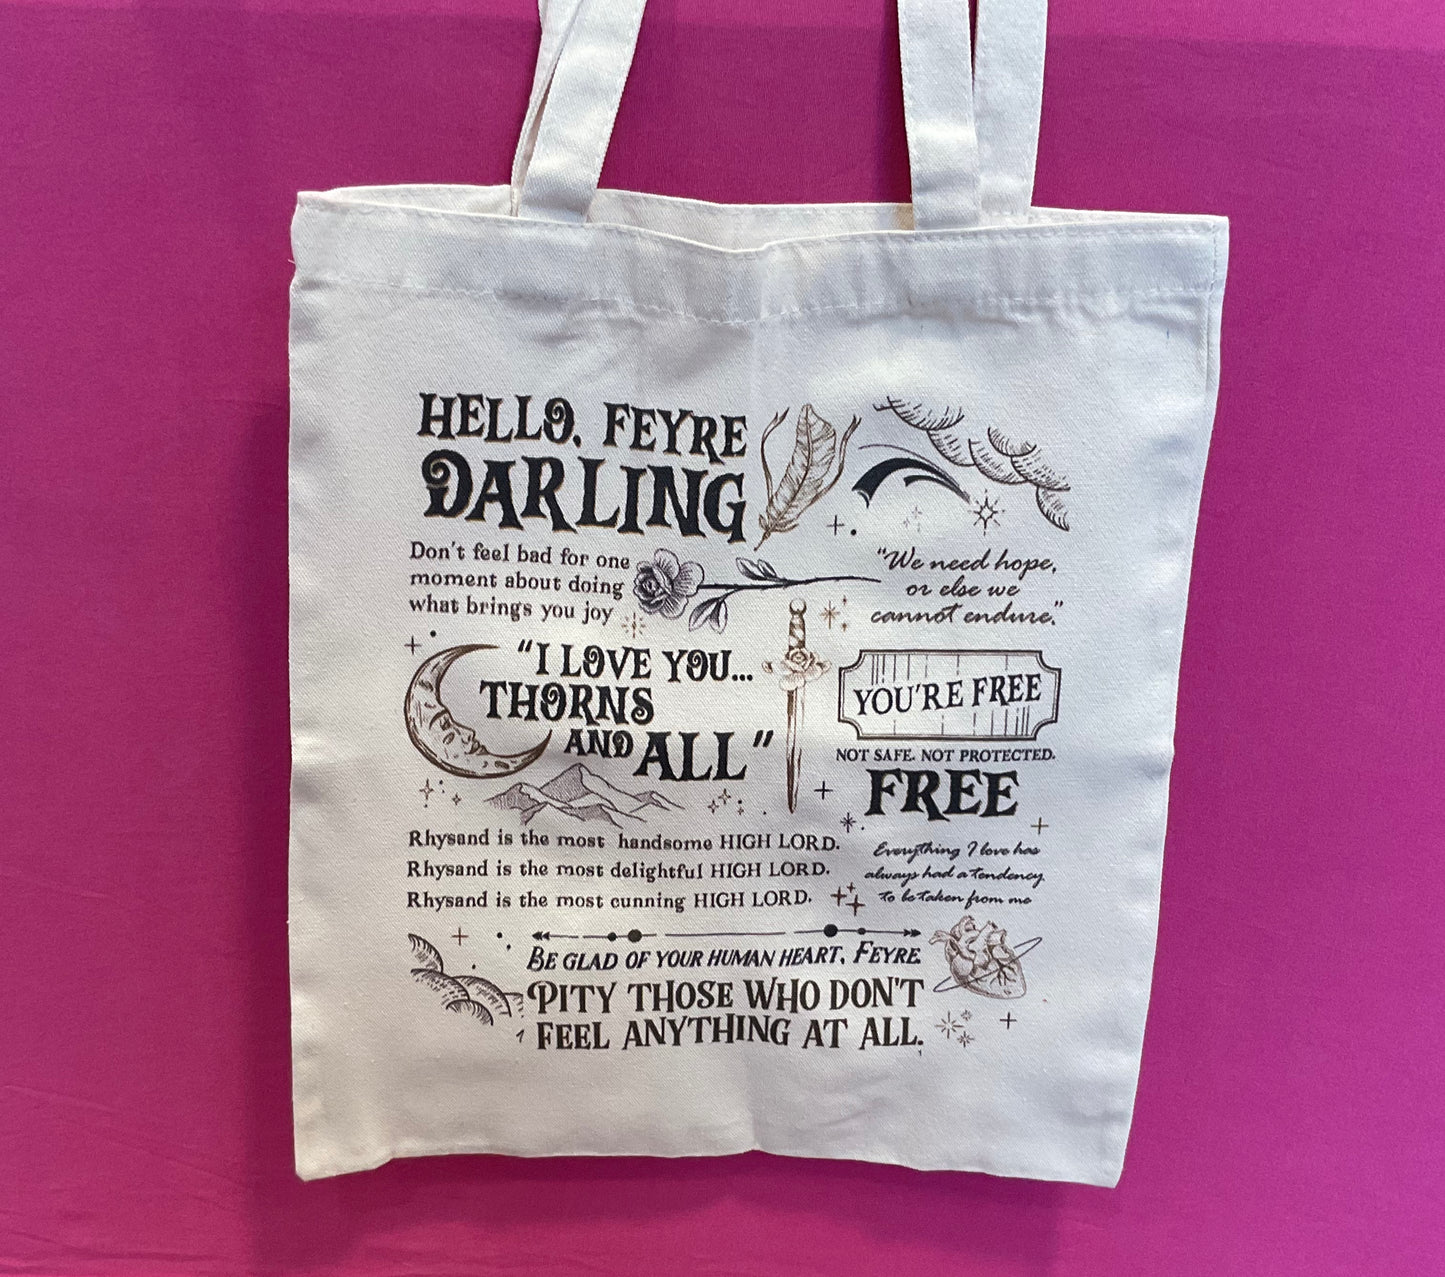 HELLO, FEYRE
DARLING
Don't feel bad for one
moment about doing
what brings you joy
"We need hope,
or else we
cannot endure."
"I LOVE YOU...
THORNS
AND ALL"
YOU'RE FREE
NOT SAFE. NOT PROTECTED.
FREE
Rhysand is the most handsome HIGH LORD.
Rhysand is the most delightful HIGH LORD.
Rhysand is the most cunning HIGH LORD.
Everything I love has
always had a tendency
to be taken from me
BE GLAD OF YOUR HUMAN HEART, FEYRE.
PITY THOSE WHO DON'T
FEEL ANYTHING AT ALL.